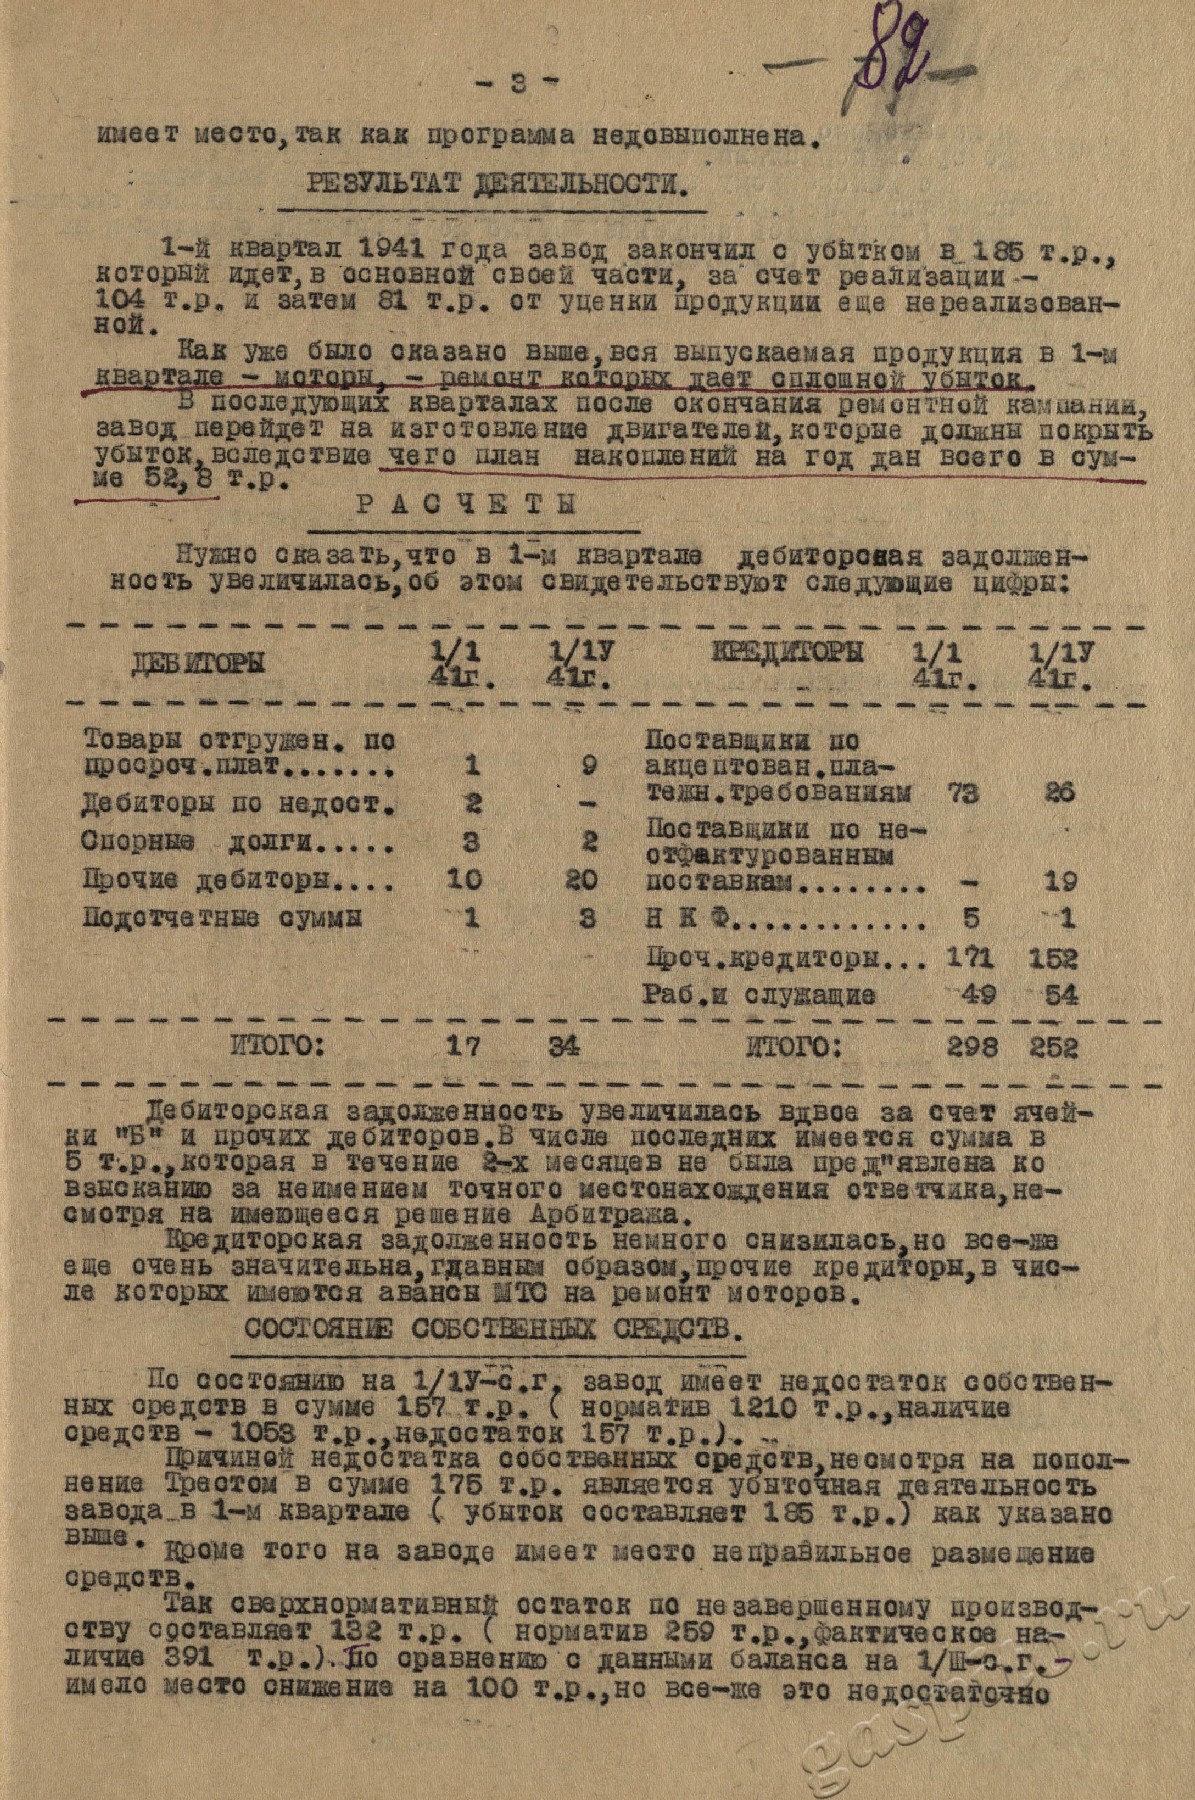 82
- 3 -
имеет место,так как программа недовыполнена.
РЕЗУЛЬТАТ ДЕЯТЕЛЬНОСТИ.
1-й квартал 1941 года завод закончил с убытком в 185 т.р.,
который идет,в основной своей части, за счет реализации -
104 т.р. и затем 81 т.р. от уценки продукции еще нереализован-
ной.
Как уже было сказано выше,вся выпускаемая продукция в 1-м
квартале - моторы, - ремонт которых дает сплошной убыток.
В последующих кварталах после окончания ремонтной кампании,
завод перейдет на изготовление двигателей,которые должны покрыть
убыток,вследствие чего план накоплений на год дан всего в сум-
ме 52,8 т.р.
Р А С Ч Е Т Ы
Нужно сказать,что в 1-м квартале дебиторская задолжен-
ность увеличилась,об этом свидетельствуют следующие цифры:
ДЕБИТОРЫ 1/1 41г. 1/1У 41г. КРЕДИТОРЫ 1/1 41г. 1/1У 41г.
Товары отгружен. по Поставщики по
просроч.плат....... 1 9 акцептован.пла-
тежн.требованиям 73 26
Дебиторы по недост. 2 -
Поставщики по не-
Спорные долги..... 3 2 отфактурованным
Прочие дебиторы.... 10 20 поставкам........ - 19
Подотчетные суммы 1 3 Н К Ф............. 5 1
Проч.кредиторы... 171 152
Раб.и служащие 49 54
ИТОГО: 17 34 ИТОГО: 298 252
Дебиторская задолженность увеличилась вдвое за счет ячей-
ки "Б" и прочих дебиторов.В числе последних имеется сумма в
5 т.р.,которая в течение 2-х месяцев не была пред"явлена ко
взысканию за неимением точного местонахождения ответчика,не-
смотря на имеющееся решение Арбитража.
Кредиторская задолженность немного снизилась,но все-же
еще очень значительна,главным образом,прочие кредиторы,в чис-
ле которых имеются авансы МТС на ремонт моторов.
СОСТОЯНИЕ СОБСТВЕННЫХ СРЕДСТВ.
По состоянию на 1/1У-с.г. завод имеет недостаток собствен-
ных средств в сумме 157 т.р. ( норматив 1210 т.р.,наличие
средств - 1053 т.р.,недостаток 157 т.р.).
Причиной недостатка собственных средств,несмотря на попол-
нение Трестом в сумме 175 т.р. является убыточная деятельность
завода в 1-м квартале ( убыток составляет 185 т.р.) как указано
выше.
Кроме того на заводе имеет место неправильное размещение
средств.
Так сверхнормативный остаток по незавершенному производ-
ству составляет 132 т.р. ( норматив 259 т.р.,фактическое на-
личие 391 т.р.).По сравнению с данными баланса на 1/Ш-с.г.-
имело место снижение на 100 т.р.,но все-же это недостаточно
gaspiko.ru